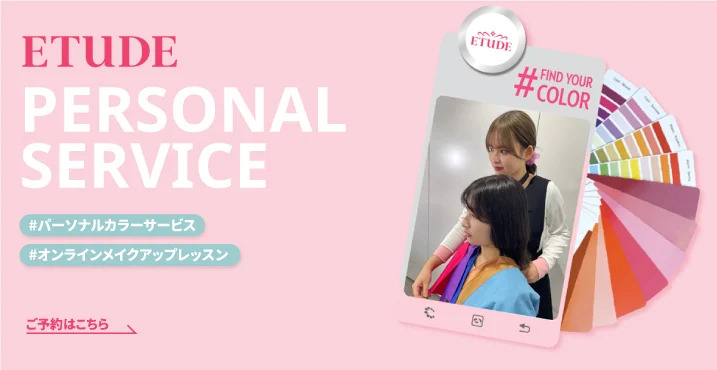 ETUDE
PERSONAL
SERVICE
#パーソナルカラーサービス
#オンラインメイクアップレッスン
ご予約はこちら
ETUDE
#FIND YOUR
COLOR